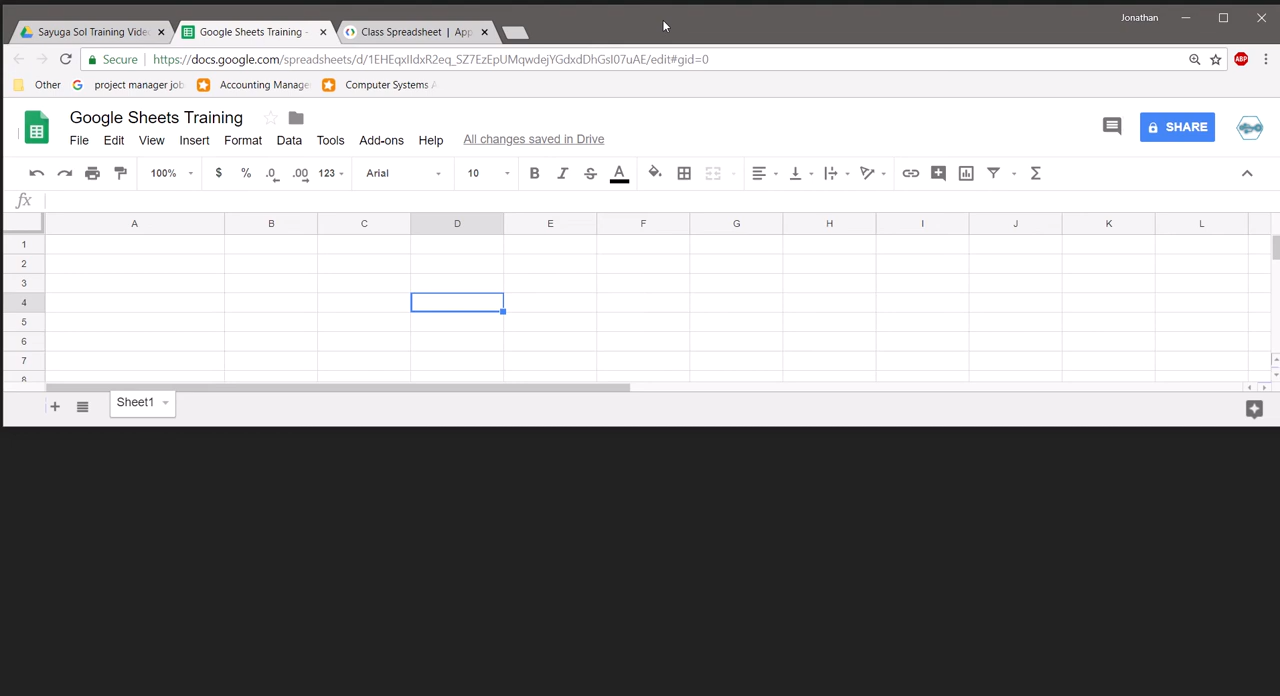 Jonathan
Sayuga Sol Training Vide
Google Sheets Training -
Class Spreadsheet | App
Secure https://docs.google.com/spreadsheets/d/1EHEqxIIdxR2eq_SZ7EzEpUMqwdejYGdxdDhGsI07uAE/edit#gid=0
ABP
Other project manager job Accounting Manage Computer Systems A
Google Sheets Training
SHARE
File Edit View Insert Format Data Tools Add-ons Help All changes saved in Drive
100% $ % .0 .00 123 Arial 10 B I S A Σ
fx
A B C D E F G H I J K L
1
2
3
4
5
6
7
8
+ Sheet1